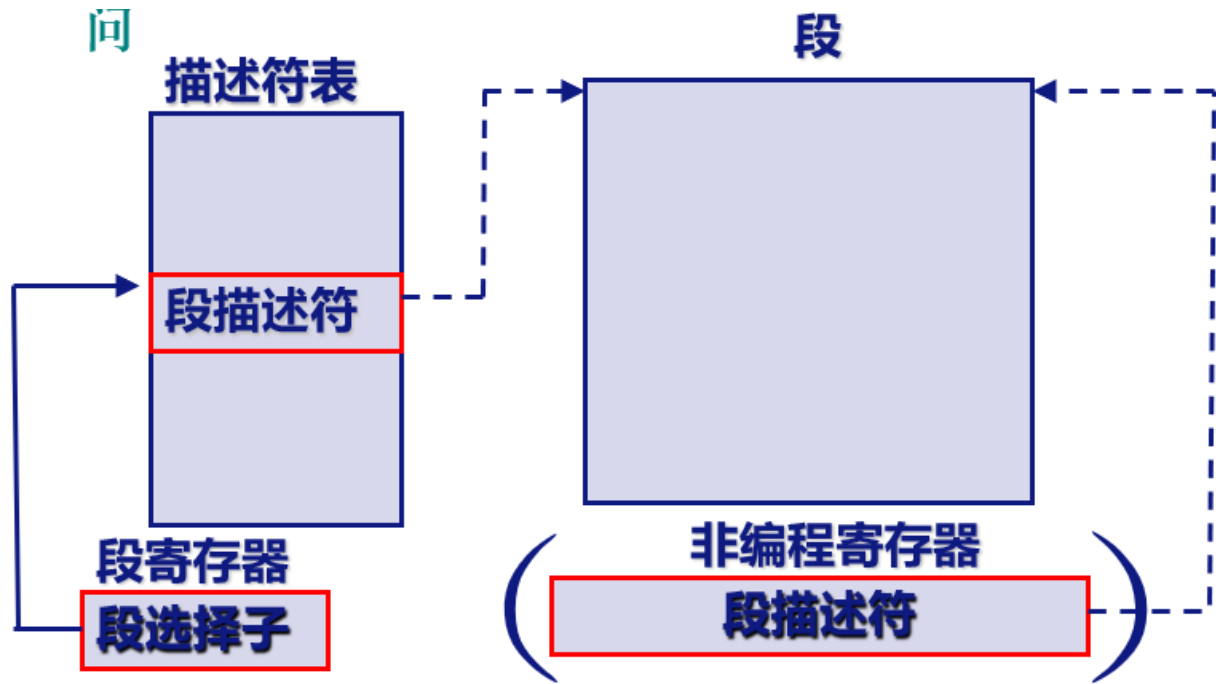 问
段
描述符表
段描述符
段寄存器
段选择子
非编程寄存器
(段描述符)